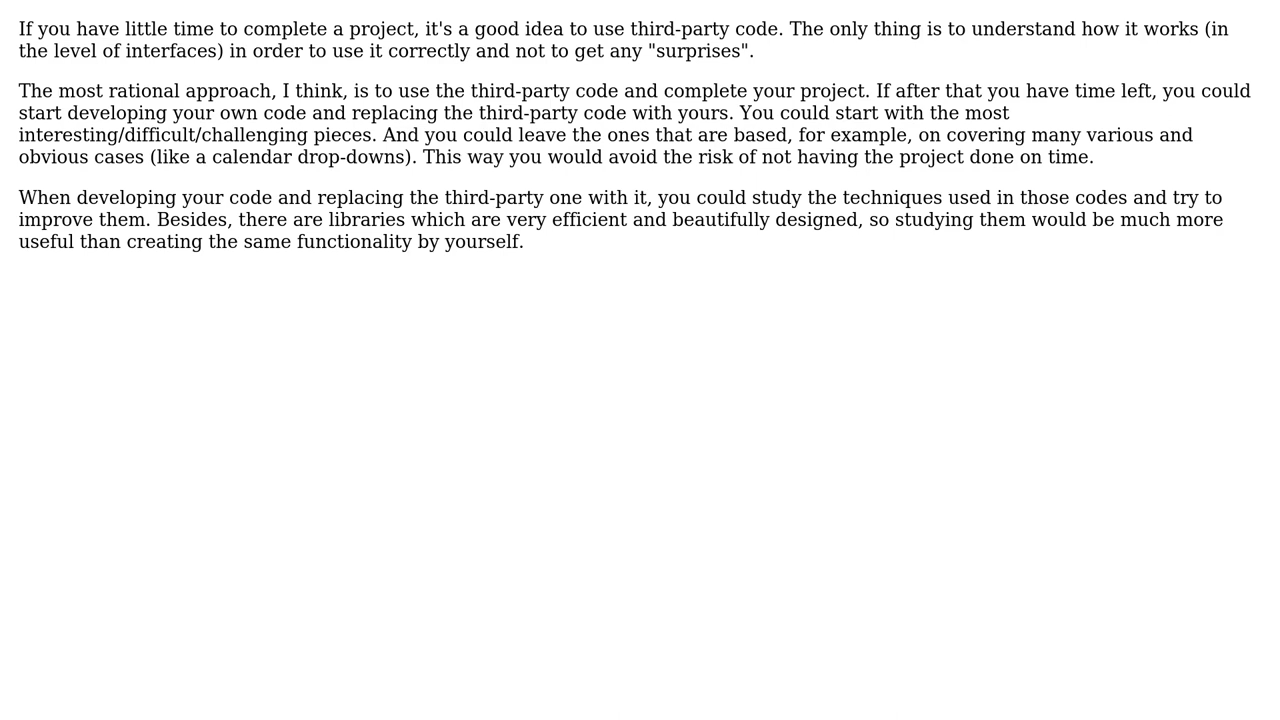 If you have little time to complete a project, it's a good idea to use third-party code. The only thing is to understand how it works (in
the level of interfaces) in order to use it correctly and not to get any "surprises".
The most rational approach, I think, is to use the third-party code and complete your project. If after that you have time left, you could
start developing your own code and replacing the third-party code with yours. You could start with the most
interesting/difficult/challenging pieces. And you could leave the ones that are based, for example, on covering many various and
obvious cases (like a calendar drop-downs). This way you would avoid the risk of not having the project done on time.
When developing your code and replacing the third-party one with it, you could study the techniques used in those codes and try to
improve them. Besides, there are libraries which are very efficient and beautifully designed, so studying them would be much more
useful than creating the same functionality by yourself.